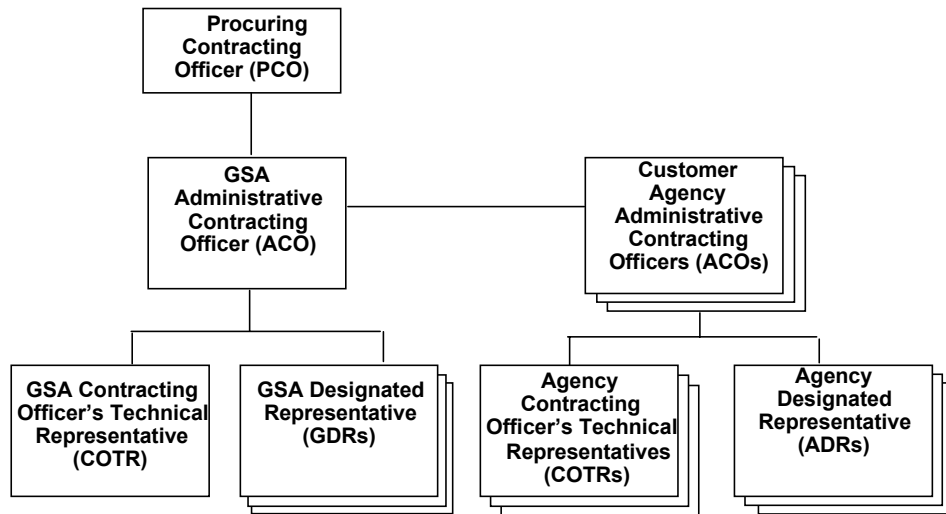 Procuring
Contracting
Officer (PCO)
GSA
Administrative
Contracting
Officer (ACO)
Customer
Agency
Administrative
Contracting
Officers (ACOs)
GSA Contracting
Officer's Technical
Representative
(COTR)
GSA Designated
Representative
(GDRs)
Agency
Contracting
Officer's Technical
Representatives
(COTRs)
Agency
Designated
Representative
(ADRs)